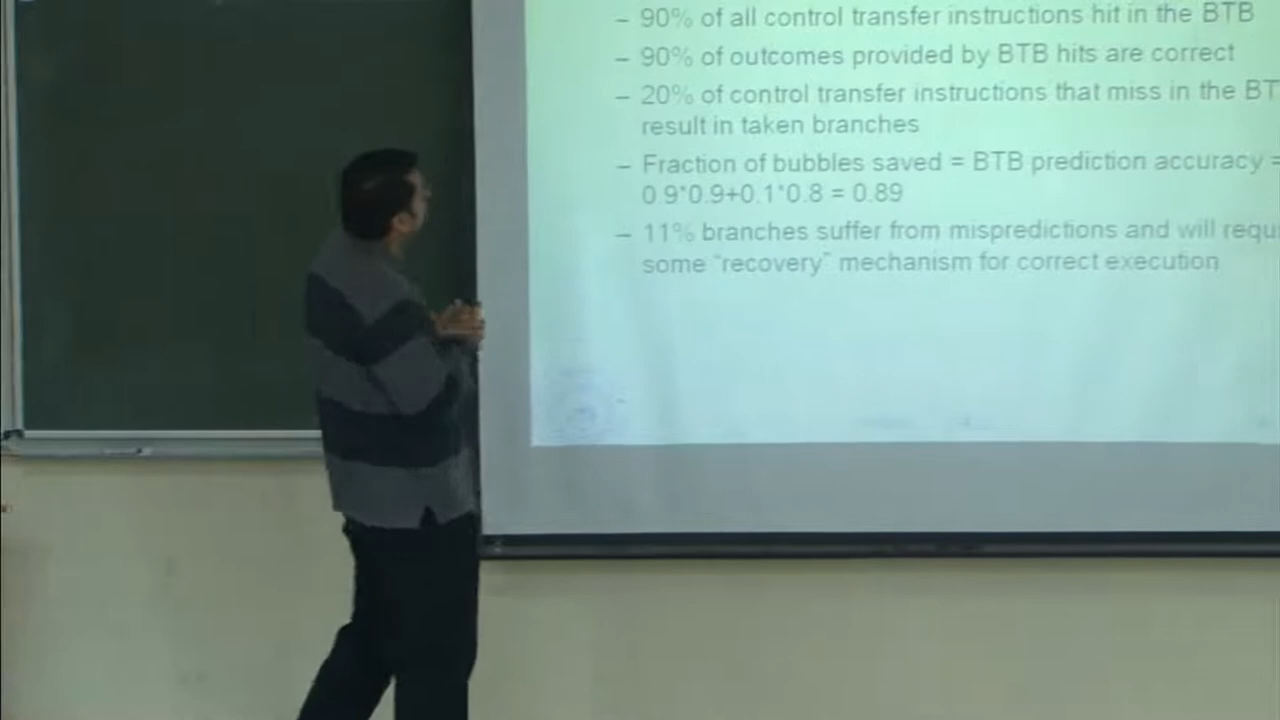 – 90% of all control transfer instructions hit in the BTB
– 90% of outcomes provided by BTB hits are correct
– 20% of control transfer instructions that miss in the BT
result in taken branches
– Fraction of bubbles saved = BTB prediction accuracy =
0.9*0.9+0.1*0.8 = 0.89
– 11% branches suffer from mispredictions and will requ
some "recovery" mechanism for correct execution